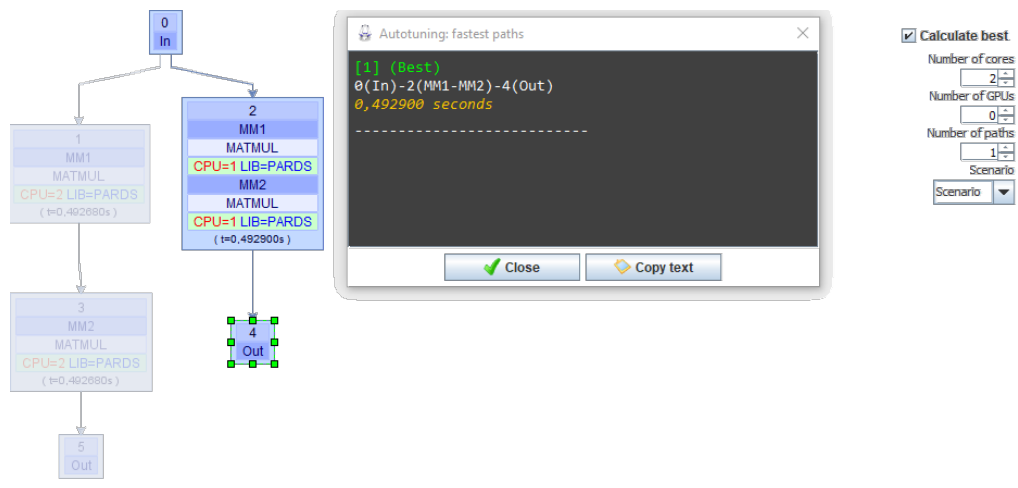 0
In
1
MM1
MATMUL
CPU=2 LIB=PARDS
( t=0,492680s )
2
MM1
MATMUL
CPU=1 LIB=PARDS
MM2
MATMUL
CPU=1 LIB=PARDS
( t=0,492900s )
3
MM2
MATMUL
CPU=2 LIB=PARDS
( t=0,492680s )
4
Out
5
Out
Autotuning: fastest paths
[1] (Best)
0(In)-2(MM1-MM2)-4(Out)
0,492900 seconds
---------------------------
Close
Copy text
Calculate best
Number of cores
2
Number of GPUs
0
Number of paths
1
Scenario
Scenario